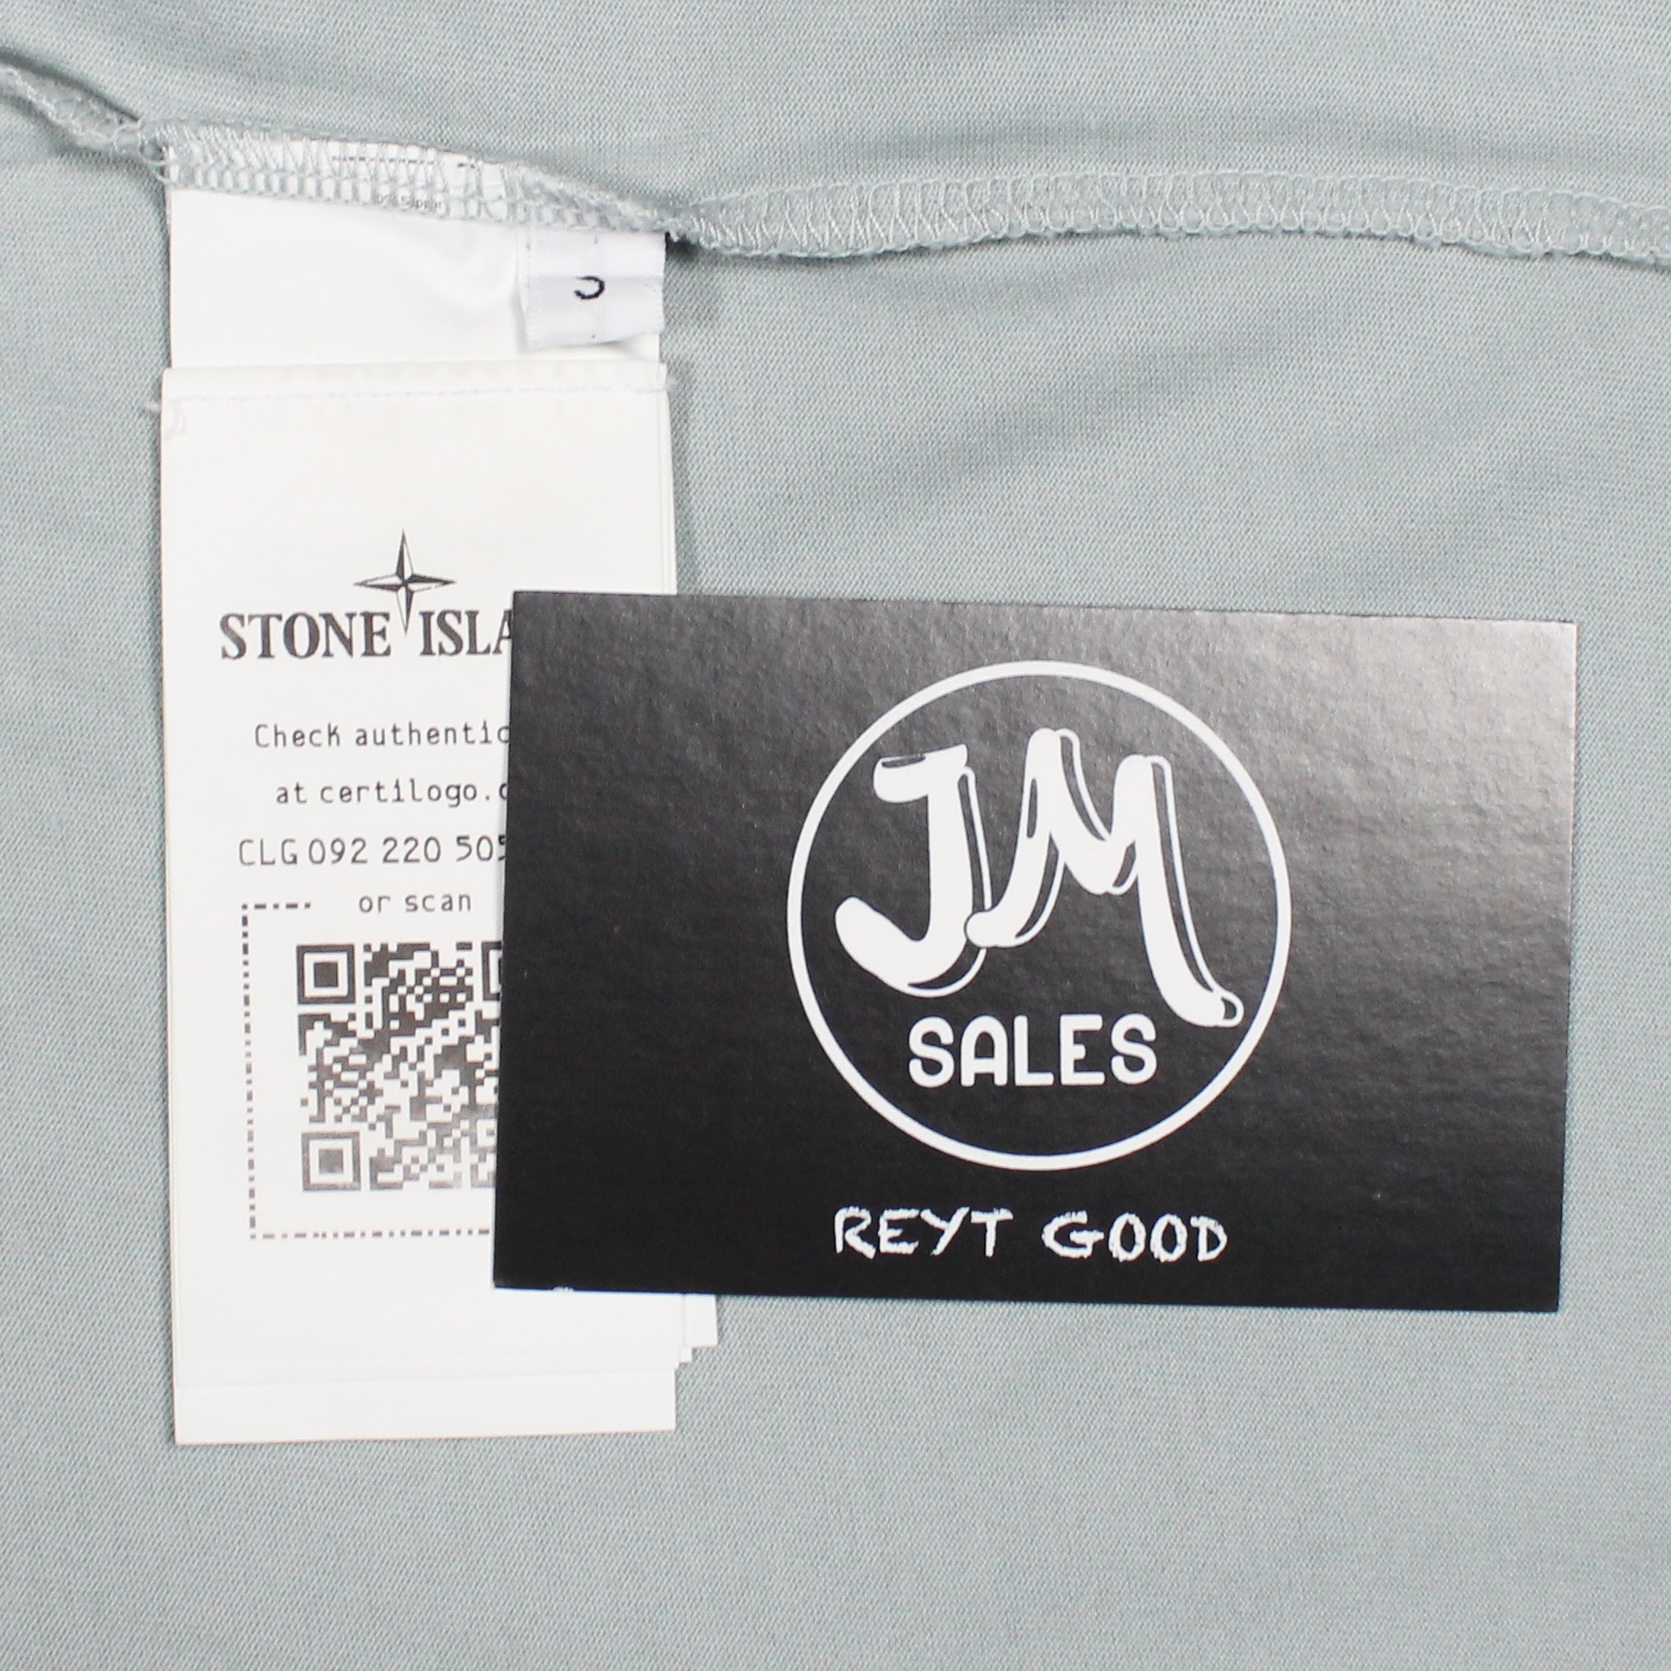 STONE ISLA
Check authentic
at certilogo.c
CLG 092 220 505
or scan
JM
SALES
REYT GOOD